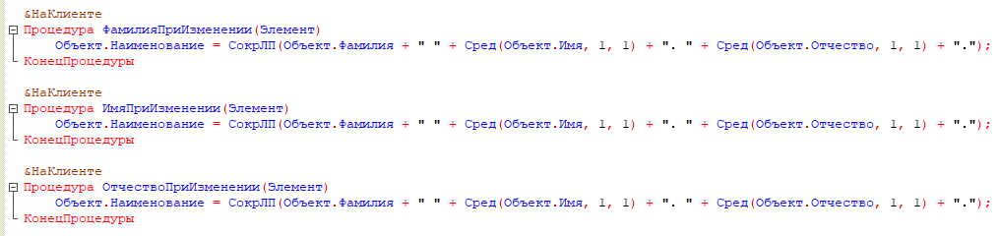 &НаКлиенте
Процедура ФамилияПриИзменении(Элемент)
Объект.Наименование = СокрЛП(Объект.Фамилия + " " + Сред(Объект.Имя, 1, 1) + ". " + Сред(Объект.Отчество, 1, 1) + ".");
КонецПроцедуры
&НаКлиенте
Процедура ИмяПриИзменении(Элемент)
Объект.Наименование = СокрЛП(Объект.Фамилия + " " + Сред(Объект.Имя, 1, 1) + ". " + Сред(Объект.Отчество, 1, 1) + ".");
КонецПроцедуры
&НаКлиенте
Процедура ОтчествоПриИзменении(Элемент)
Объект.Наименование = СокрЛП(Объект.Фамилия + " " + Сред(Объект.Имя, 1, 1) + ". " + Сред(Объект.Отчество, 1, 1) + ".");
КонецПроцедуры